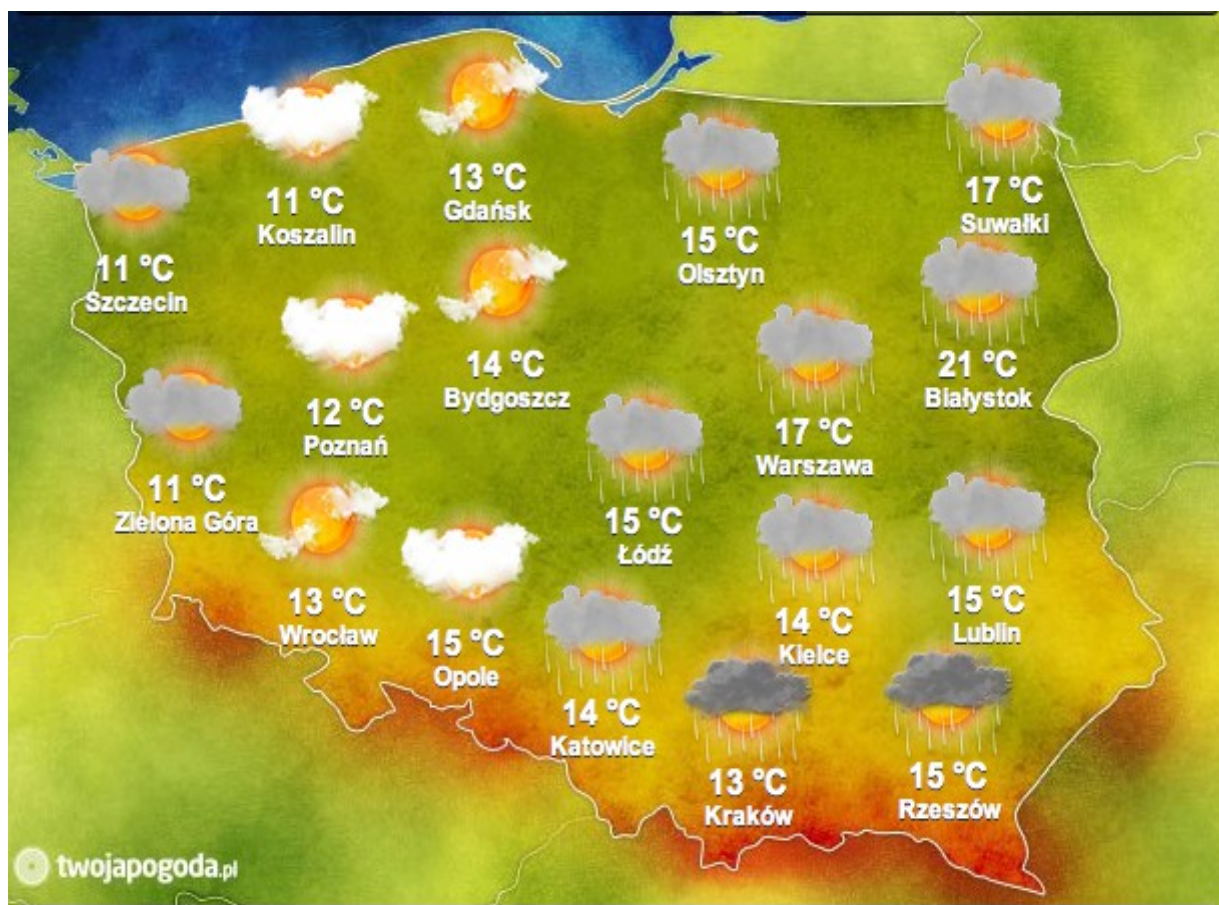 11 °C
Koszalin
13 °C
Gdańsk
17 °C
Suwałki
15 °C
Olsztyn
11 °C
Szczecin
14 °C
Bydgoszcz
21 °C
Białystok
12 °C
Poznań
17 °C
Warszawa
11 °C
Zielona Góra
15 °C
Łódź
13 °C
Wrocław
15 °C
Opole
14 °C
Kielce
15 °C
Lublin
14 °C
Katowice
13 °C
Kraków
15 °C
Rzeszów
twojapogoda.pl